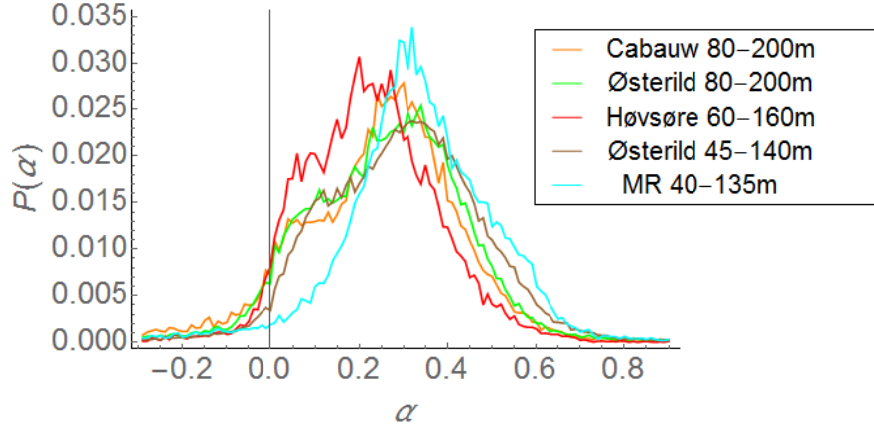 0.035
0.030
0.025
0.020
0.015
0.010
0.005
0.000
P(α)
−0.2
0.0
0.2
0.4
0.6
0.8
α
Cabauw 80−200m
Østerild 80−200m
Høvsøre 60−160m
Østerild 45−140m
MR 40−135m